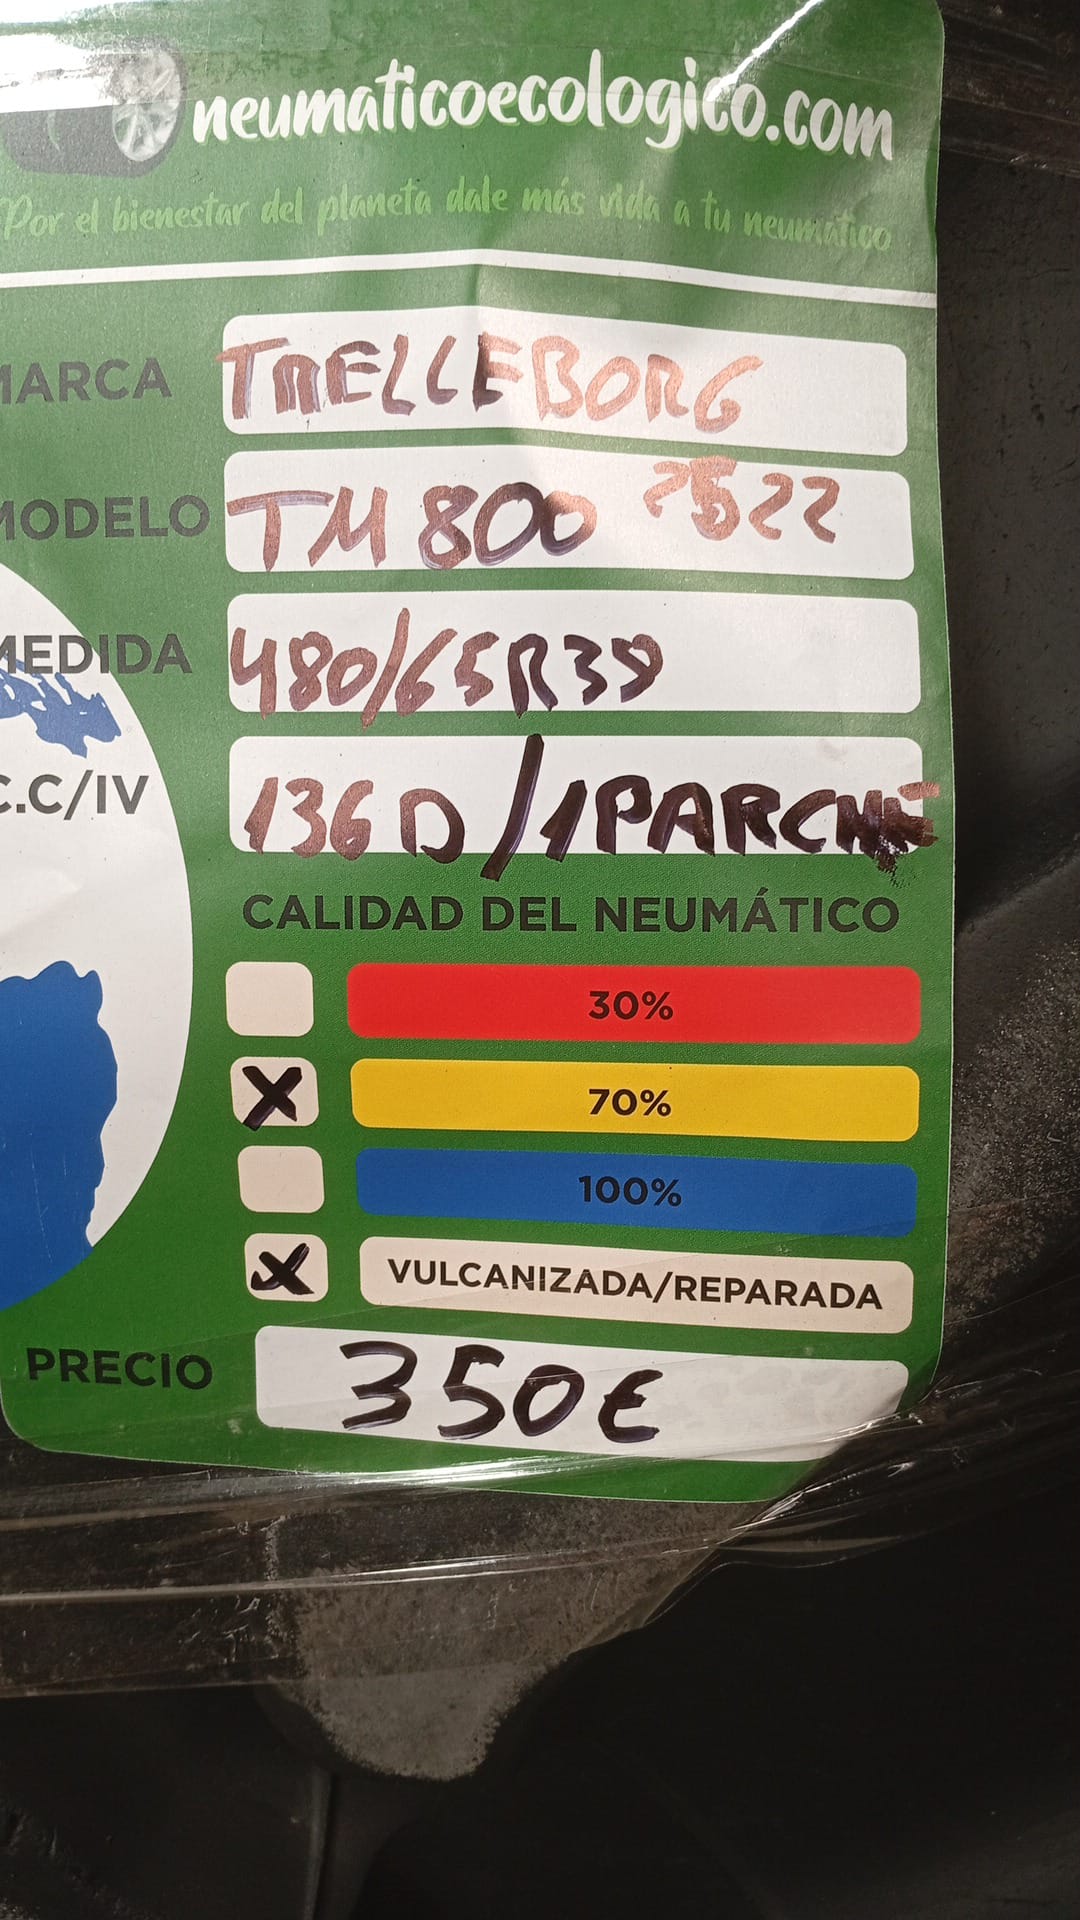 neumaticoecologico.com
Por el bienestar del planeta dale más vida a tu neumático
MARCA TRELLEBORG
MODELO TM 800 2522
MEDIDA 480/65R38
C.C/IV 136D/1PARCHE
CALIDAD DEL NEUMÁTICO
30%
X 70%
100%
X VULCANIZADA/REPARADA
PRECIO 350€